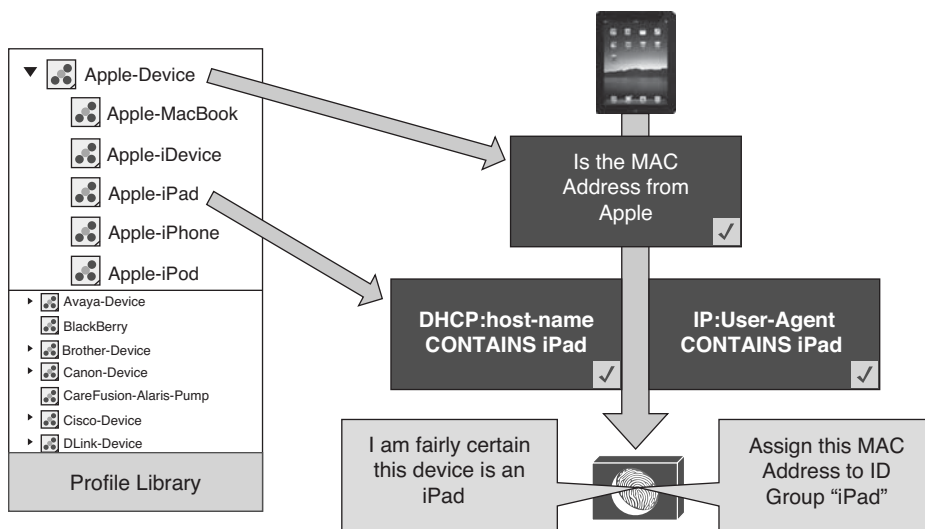 Apple-Device
Apple-MacBook
Apple-iDevice
Apple-iPad
Apple-iPhone
Apple-iPod
Avaya-Device
BlackBerry
Brother-Device
Canon-Device
CareFusion-Alaris-Pump
Cisco-Device
DLink-Device
Profile Library
Is the MAC
Address from
Apple
DHCP:host-name
CONTAINS iPad
IP:User-Agent
CONTAINS iPad
I am fairly certain
this device is an
iPad
Assign this MAC
Address to ID
Group “iPad”